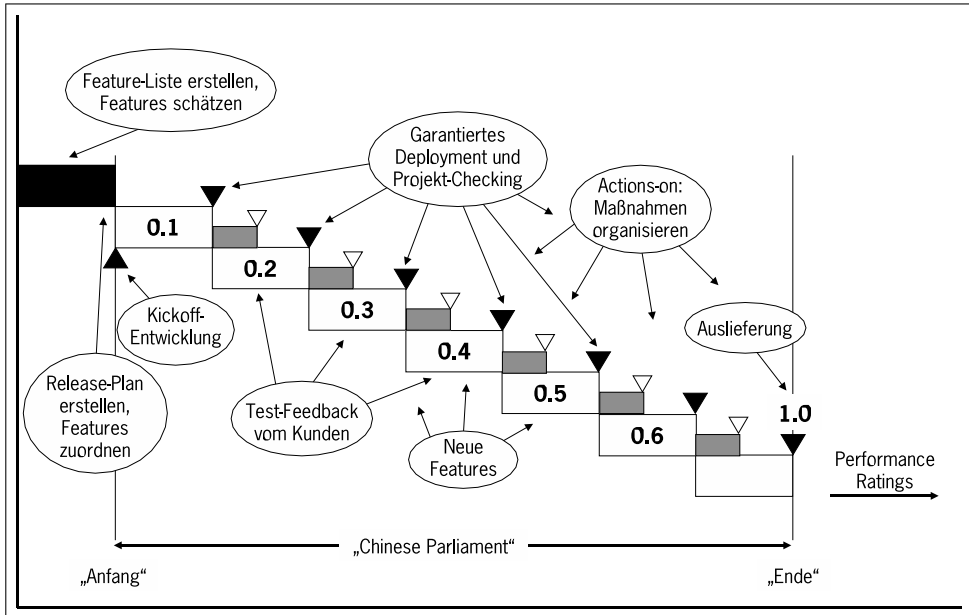 Feature-Liste erstellen,
Features schätzen
Garantiertes
Deployment und
Projekt-Checking
Actions-on:
Maßnahmen
organisieren
0.1
0.2
0.3
0.4
0.5
0.6
1.0
Kickoff-
Entwicklung
Auslieferung
Release-Plan
erstellen,
Features
zuordnen
Test-Feedback
vom Kunden
Neue
Features
Performance
Ratings
„Chinese Parliament“
„Anfang“
„Ende“